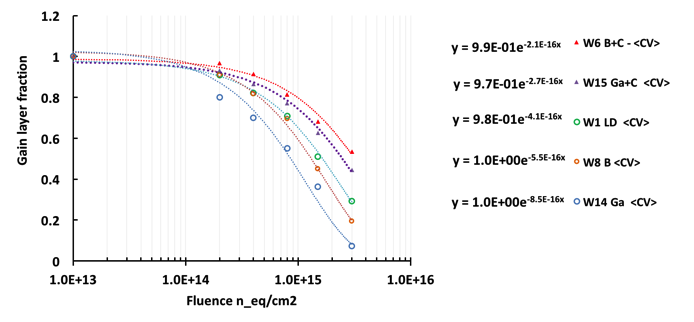 1.2
1
0.8
0.6
0.4
0.2
0
Gain layer fraction
1.0E+13 1.0E+14 1.0E+15 1.0E+16
Fluence n_eq/cm2
y = 9.9E-01e-2.1E-16x W6 B+C - <CV>
y = 9.7E-01e-2.7E-16x W15 Ga+C <CV>
y = 9.8E-01e-4.1E-16x W1 LD <CV>
y = 1.0E+00e-5.5E-16x W8 B <CV>
y = 1.0E+00e-8.5E-16x W14 Ga <CV>